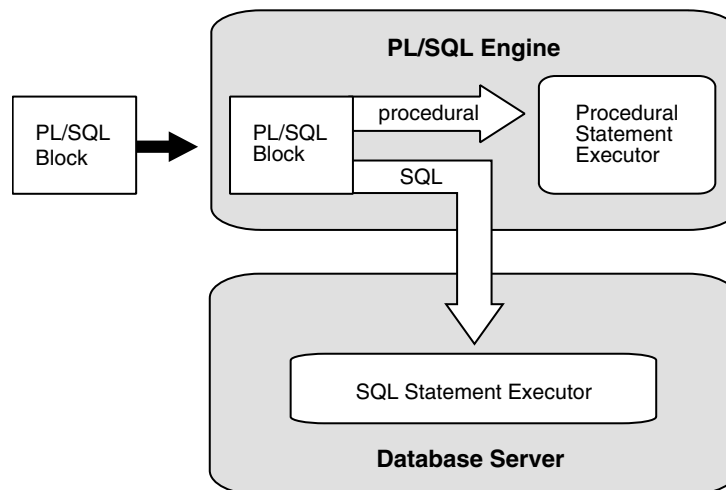 PL/SQL Engine
PL/SQL
Block
PL/SQL
Block
procedural
SQL
Procedural
Statement
Executor
SQL Statement Executor
Database Server